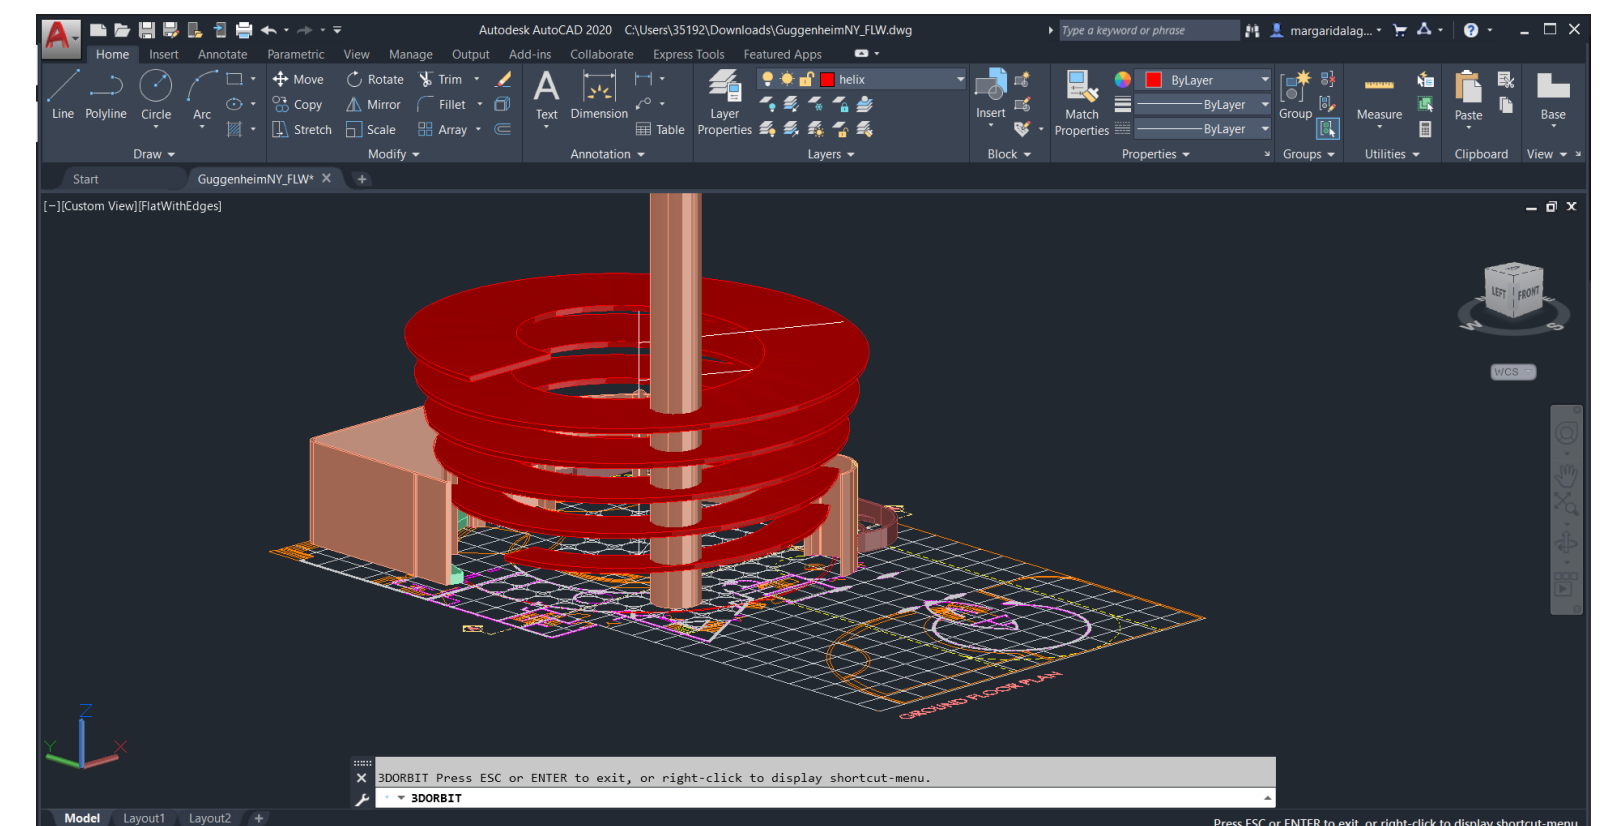 Autodesk AutoCAD 2020 C:\Users\35192\Downloads\GuggenheimNY_FLW.dwg
Type a keyword or phrase
margaridalag...
Home Insert Annotate Parametric View Manage Output Add-ins Collaborate Express Tools Featured Apps
Line Polyline Circle Arc
Move Rotate Trim
Copy Mirror Fillet
Stretch Scale Array
Text Dimension Table
Layer Properties
helix
Insert
Match Properties
ByLayer
ByLayer
ByLayer
Group Measure Paste Base
Draw Modify Annotation Layers Block Properties Groups Utilities Clipboard View
Start GuggenheimNY_FLW*
[−][Custom View][FlatWithEdges]
LEFT FRONT
W S
WCS
GROUND FLOOR PLAN
Z
Y X
3DORBIT Press ESC or ENTER to exit, or right-click to display shortcut-menu.
3DORBIT
Model Layout1 Layout2 +
Press ESC or ENTER to exit, or right-click to display shortcut-menu.